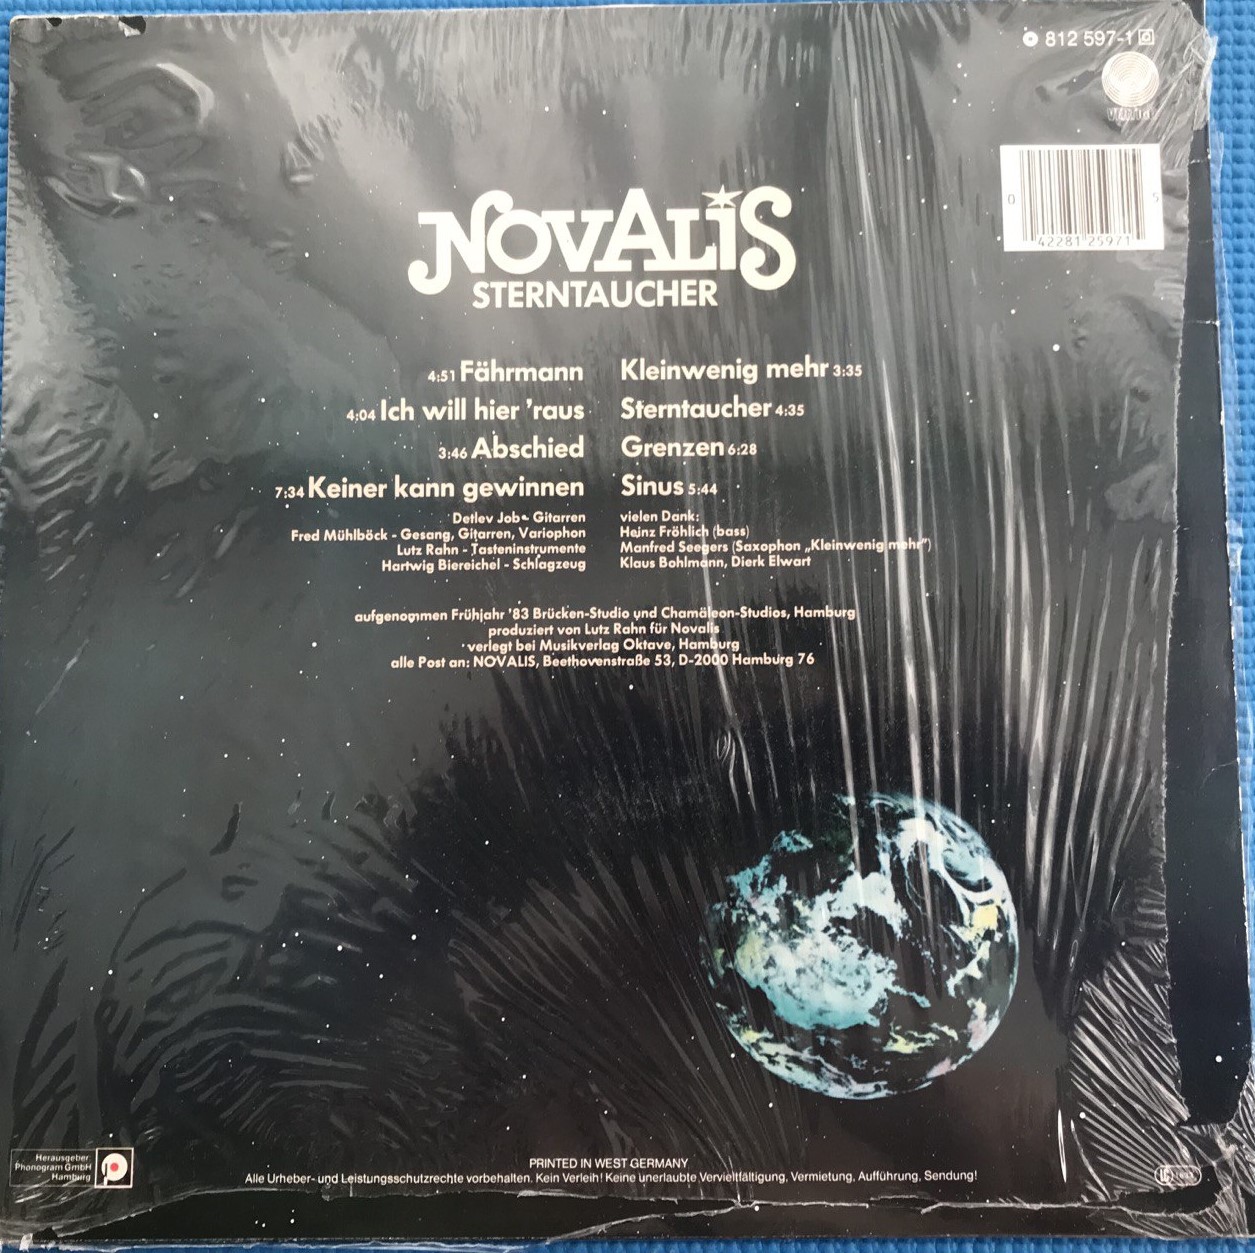 812 597-1
VERTIGO
0 42281 25971 5
NOVALIS
STERNTAUCHER
4:51 Fährmann
4:04 Ich will hier 'raus
3:46 Abschied
7:34 Keiner kann gewinnen
Kleinwenig mehr 3:35
Sterntaucher 4:35
Grenzen 6:28
Sinus 5:44
Detlev Job - Gitarren
Fred Mühlböck - Gesang, Gitarren, Variophon
Lutz Rahn - Tasteninstrumente
Hartwig Biereichel - Schlagzeug
vielen Dank:
Heinz Fröhlich (bass)
Manfred Seegers (Saxophon „Kleinwenig mehr")
Klaus Bohlmann, Dierk Elwart
aufgenommen Frühjahr '83 Brücken-Studio und Chamäleon-Studios, Hamburg
produziert von Lutz Rahn für Novalis
verlegt bei Musikverlag Oktave, Hamburg
alle Post an: NOVALIS, Beethovenstraße 53, D-2000 Hamburg 76
Herausgeber:
Phonogram GmbH
Hamburg
PRINTED IN WEST GERMANY
Alle Urheber- und Leistungsschutzrechte vorbehalten. Kein Verleih! Keine unerlaubte Vervielfältigung, Vermietung, Aufführung, Sendung!